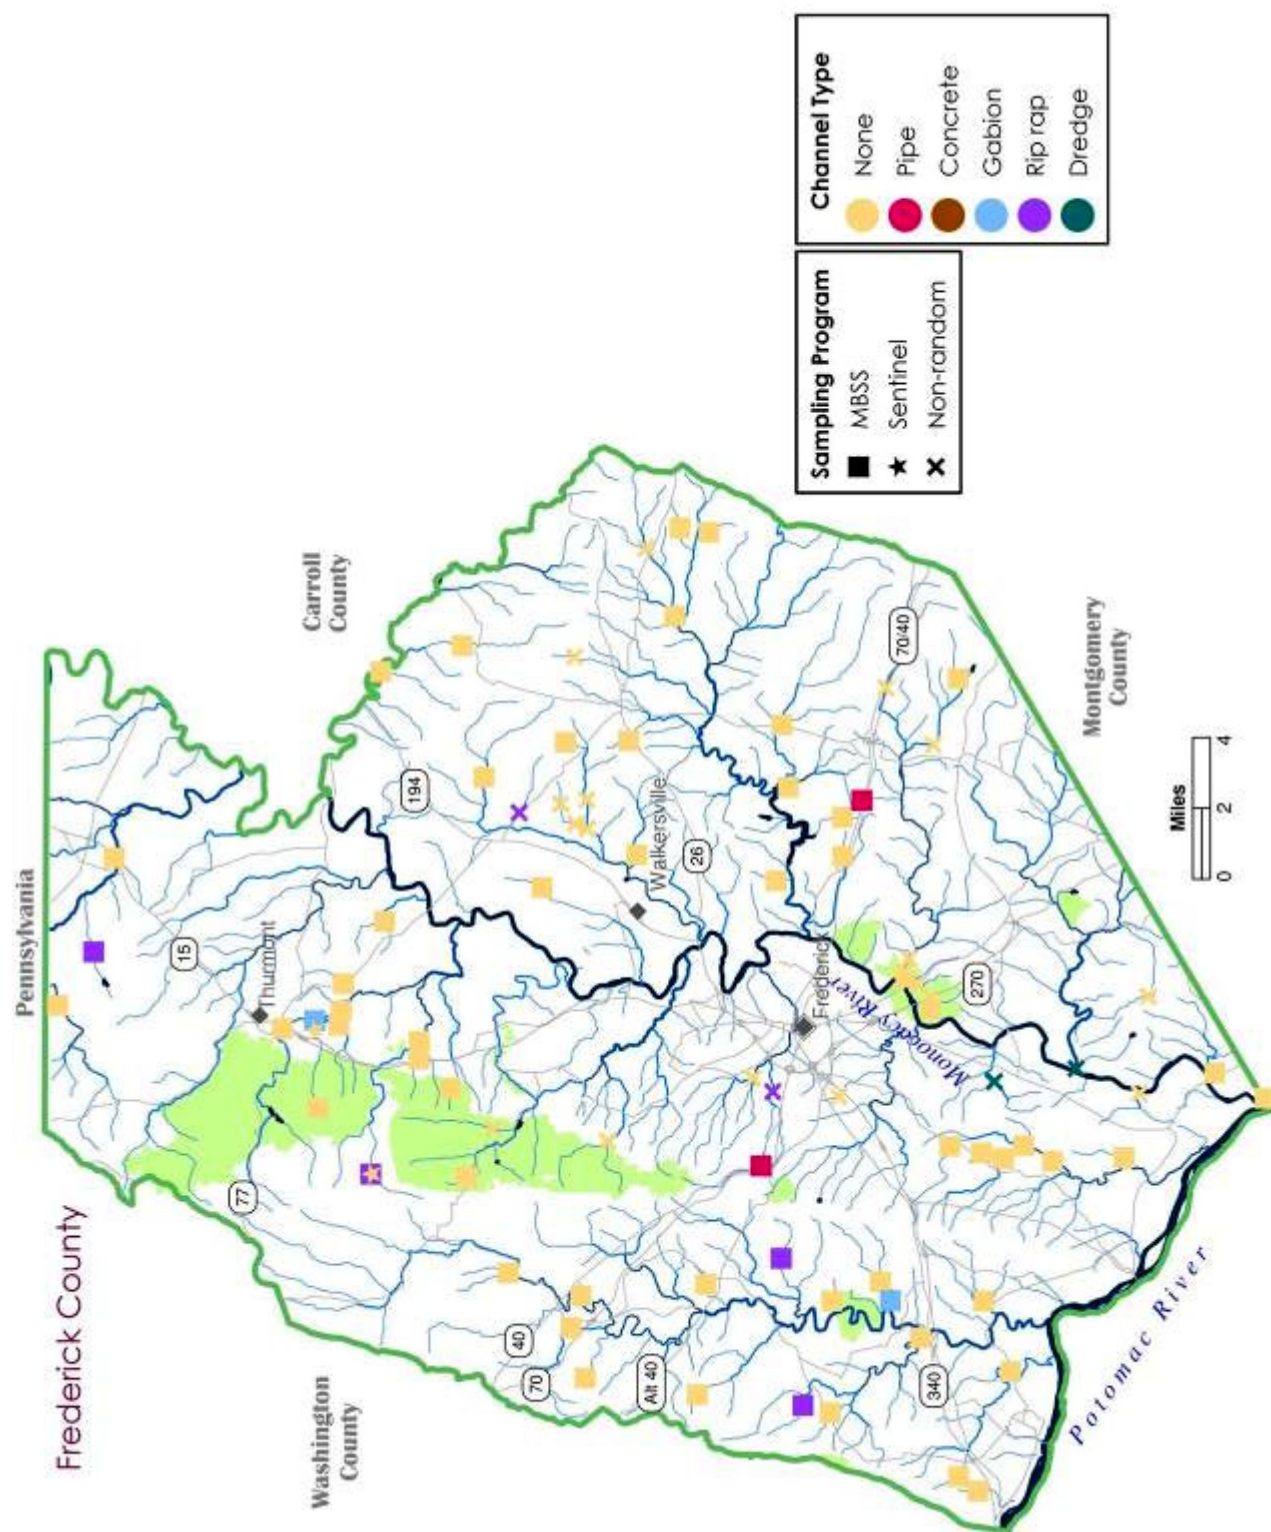 Frederick County
Pennsylvania
Carroll
County
Washington
County
Montgomery
County
15
77
Thurmont
194
Walkersville
26
40
70
Alt 40
Frederick
Monocacy River
70/40
270
340
Potomac River
Miles
0 2 4
Sampling Program
MBSS
Sentinel
Non-random
Channel Type
None
Pipe
Concrete
Gabion
Rip rap
Dredge